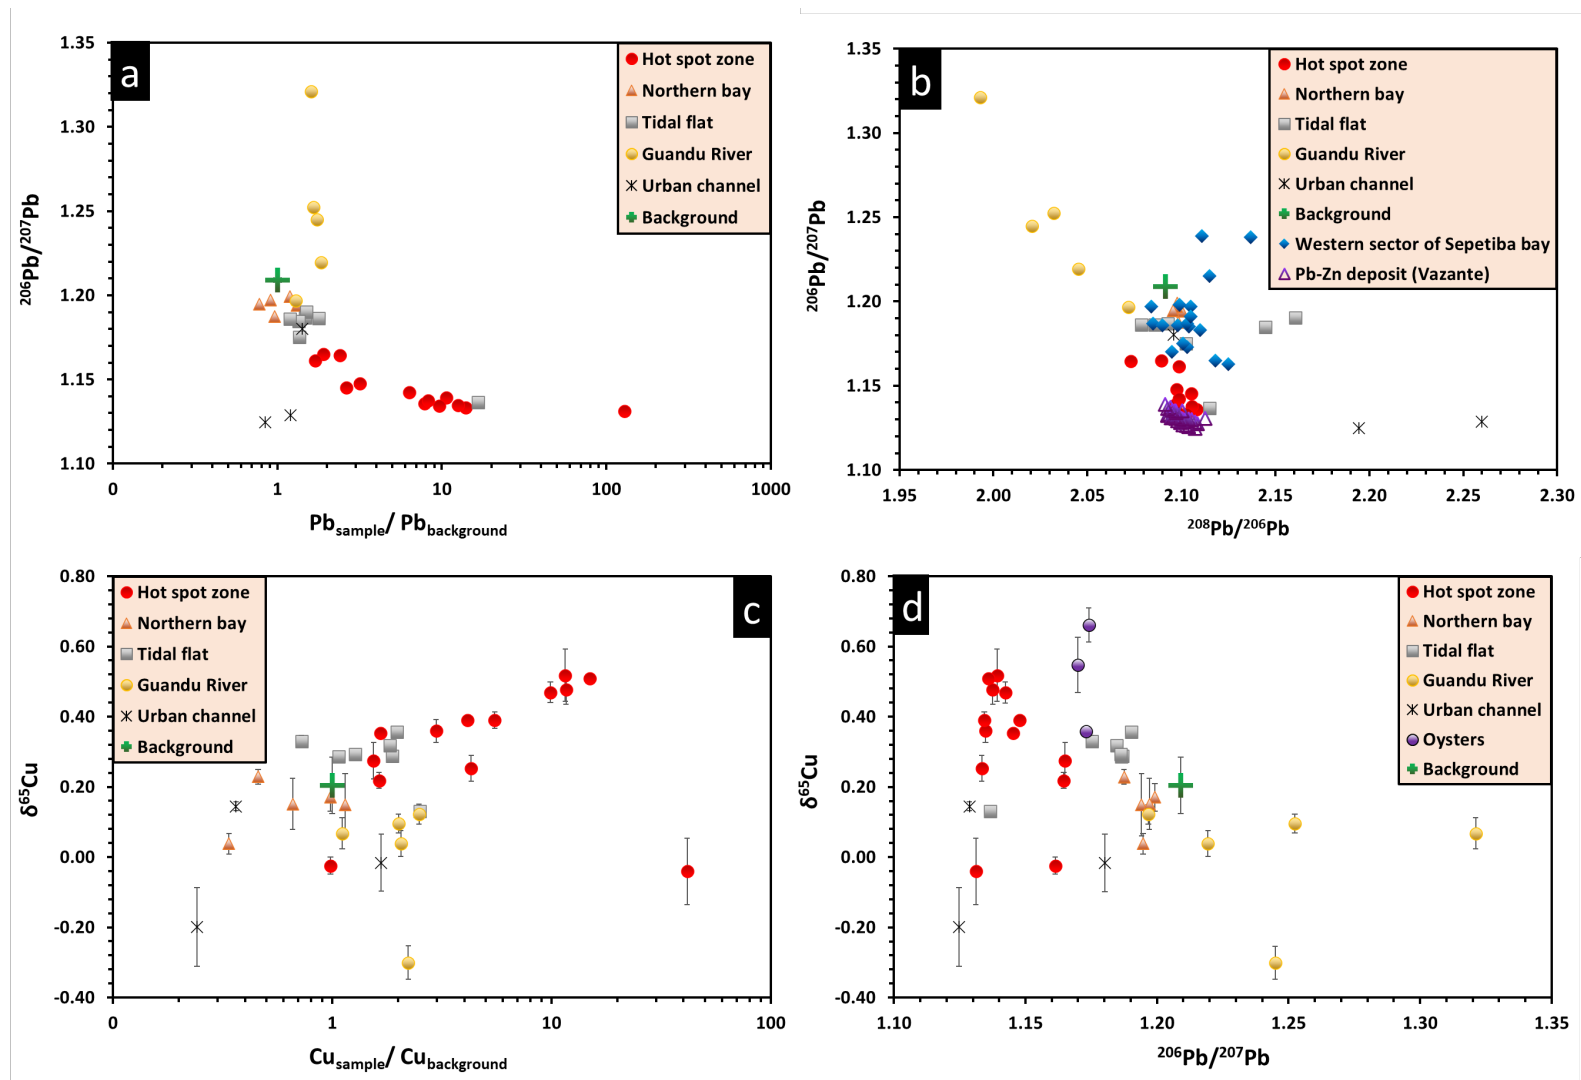 a
1.35
1.30
1.25
1.20
1.15
1.10
²⁰⁶Pb/²⁰⁷Pb
Hot spot zone
Northern bay
Tidal flat
Guandu River
Urban channel
Background
0 1 10 100 1000
Pbsample/ Pbbackground
b
1.35
1.30
1.25
1.20
1.15
1.10
²⁰⁶Pb/²⁰⁷Pb
Hot spot zone
Northern bay
Tidal flat
Guandu River
Urban channel
Background
Western sector of Sepetiba bay
Pb-Zn deposit (Vazante)
1.95 2.00 2.05 2.10 2.15 2.20 2.25 2.30
²⁰⁸Pb/²⁰⁶Pb
c
0.80
0.60
0.40
0.20
0.00
-0.20
-0.40
δ⁶⁵Cu
Hot spot zone
Northern bay
Tidal flat
Guandu River
Urban channel
Background
0 1 10 100
Cusample/ Cubackground
d
0.80
0.60
0.40
0.20
0.00
-0.20
-0.40
δ⁶⁵Cu
Hot spot zone
Northern bay
Tidal flat
Guandu River
Urban channel
Oysters
Background
1.10 1.15 1.20 1.25 1.30 1.35
²⁰⁶Pb/²⁰⁷Pb